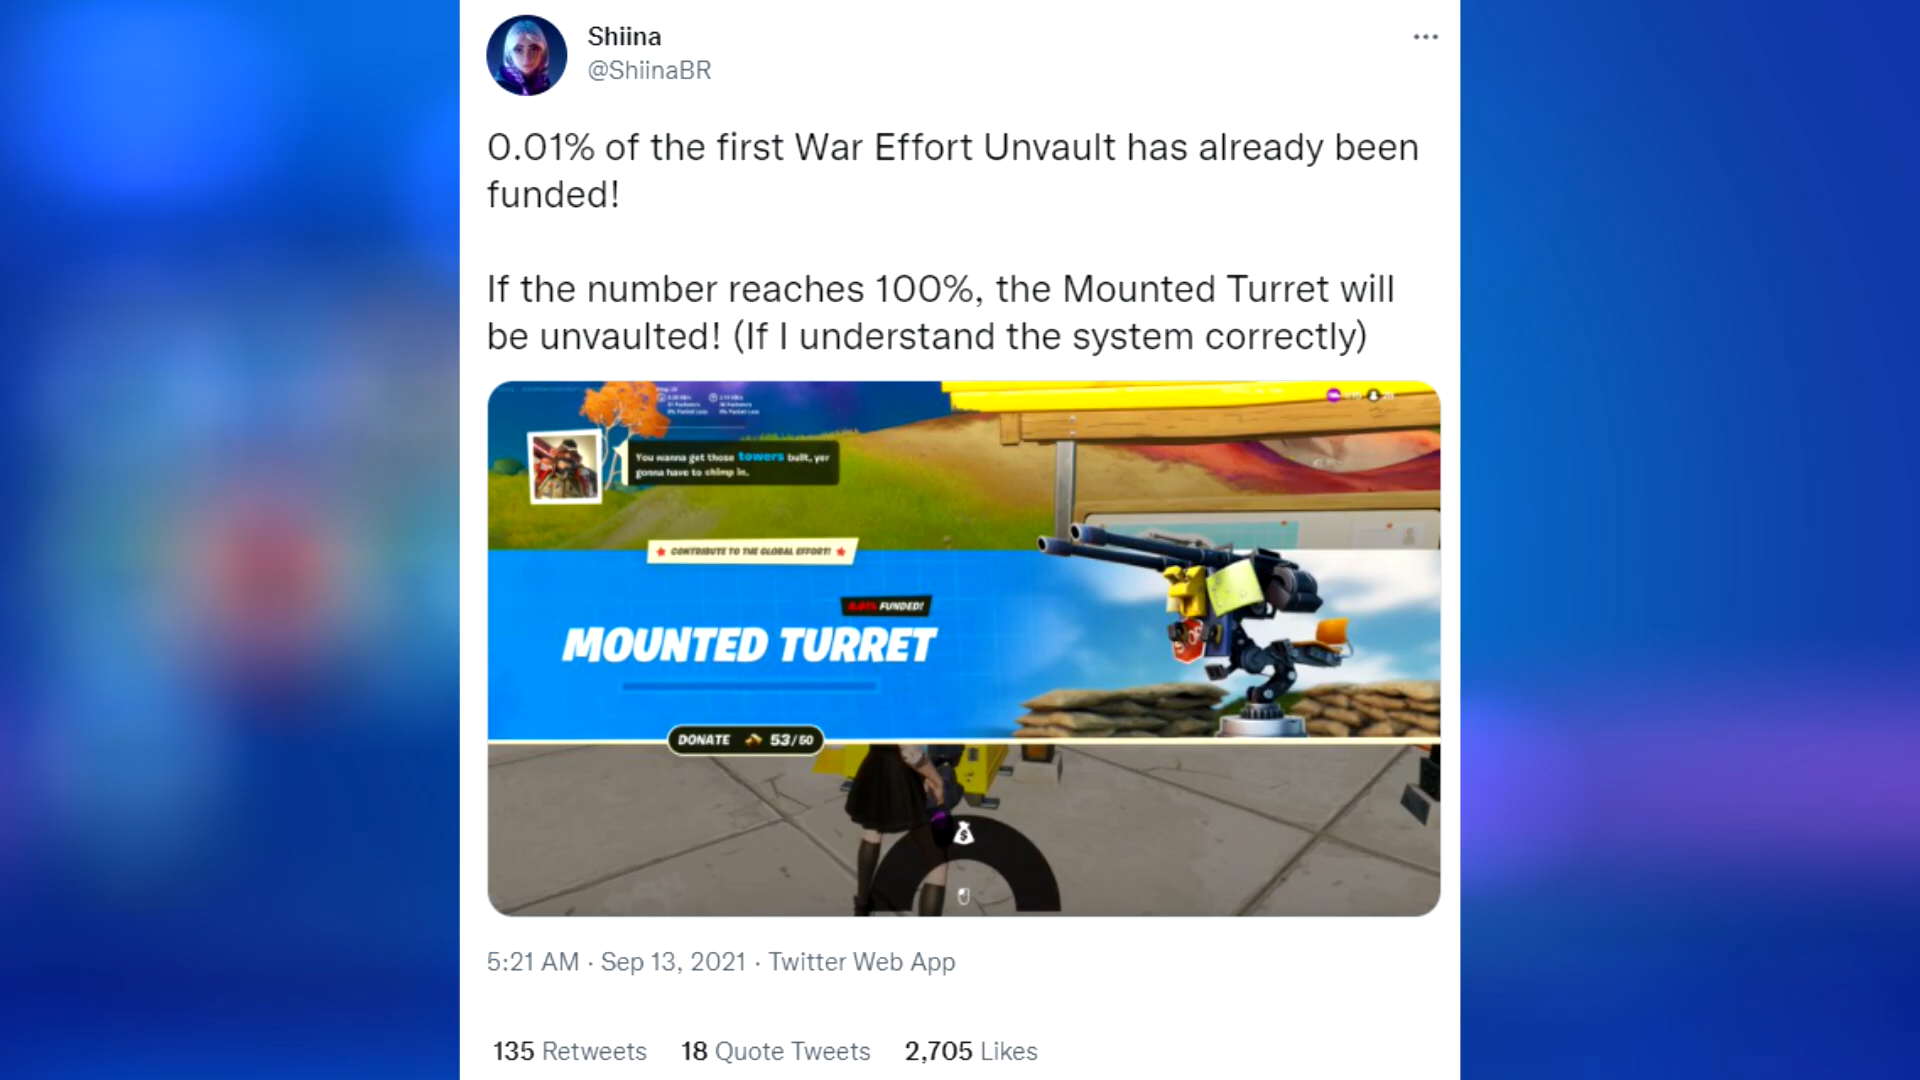 Shiina
@ShiinaBR
0.01% of the first War Effort Unvault has already been
funded!
If the number reaches 100%, the Mounted Turret will
be unvaulted! (If I understand the system correctly)
You wanna get those towers built, yer
gonna have to chimp in.
CONTRIBUTE TO THE GLOBAL EFFORT!
0.01% FUNDED!
MOUNTED TURRET
DONATE 53/50
5:21 AM · Sep 13, 2021 · Twitter Web App
135 Retweets 18 Quote Tweets 2,705 Likes